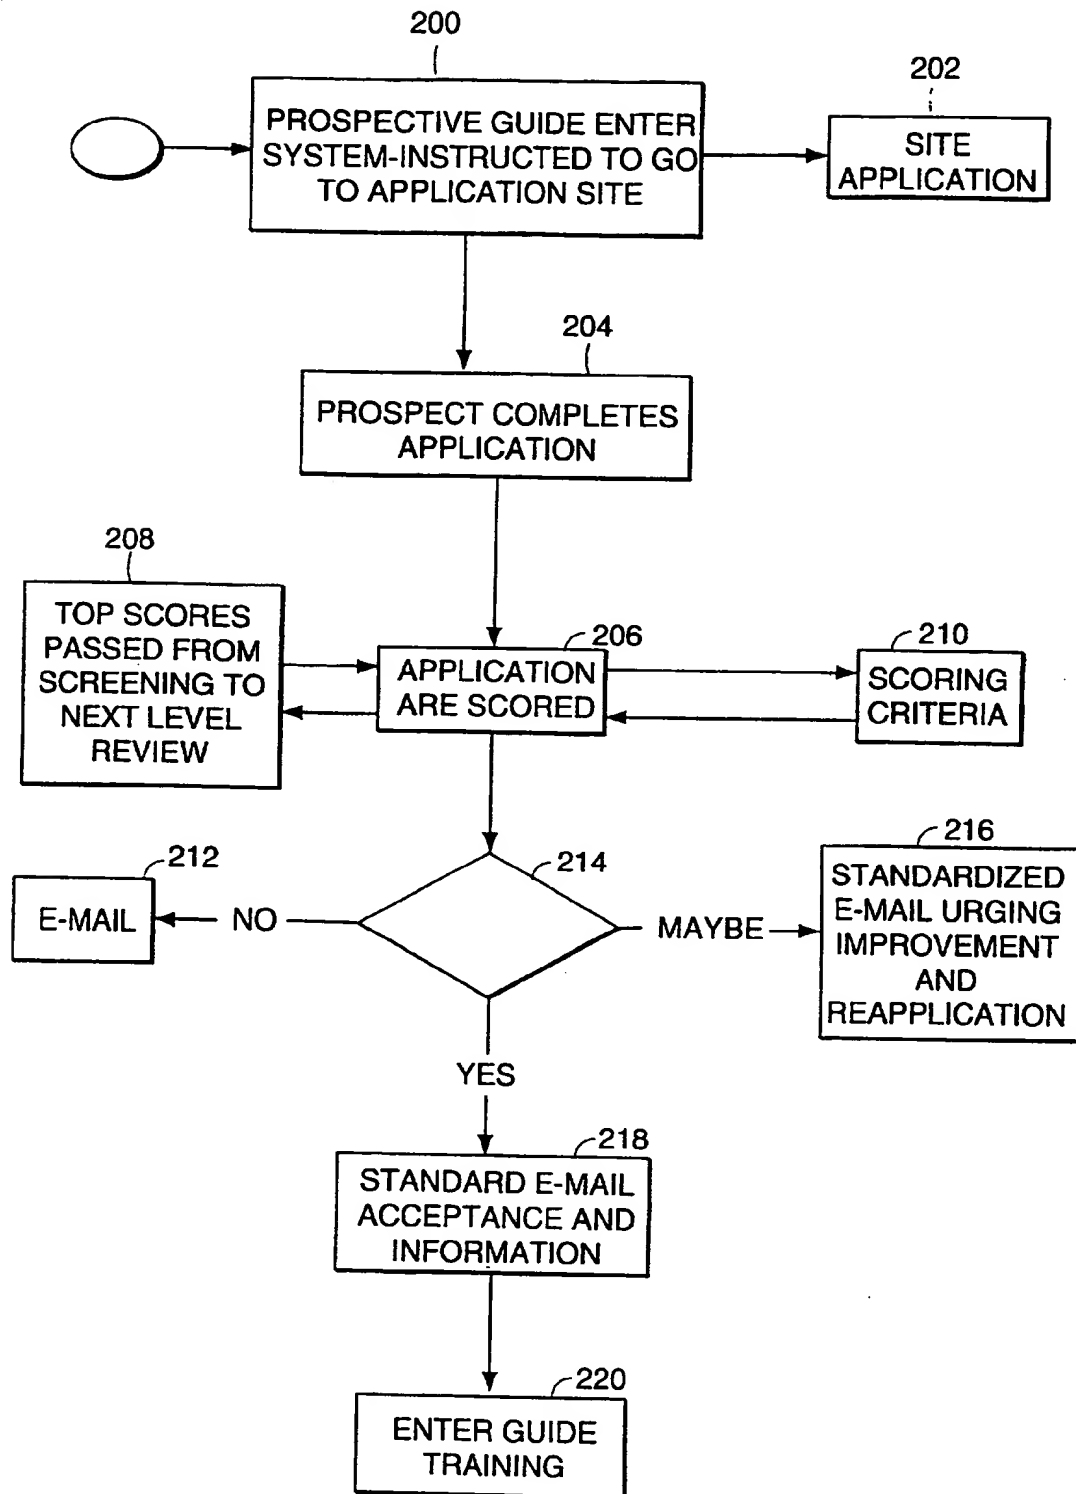 200
PROSPECTIVE GUIDE ENTER
SYSTEM-INSTRUCTED TO GO
TO APPLICATION SITE
202
SITE
APPLICATION
204
PROSPECT COMPLETES
APPLICATION
208
TOP SCORES
PASSED FROM
SCREENING TO
NEXT LEVEL
REVIEW
206
APPLICATION
ARE SCORED
210
SCORING
CRITERIA
212
E-MAIL
NO
214
MAYBE
216
STANDARDIZED
E-MAIL URGING
IMPROVEMENT
AND
REAPPLICATION
YES
218
STANDARD E-MAIL
ACCEPTANCE AND
INFORMATION
220
ENTER GUIDE
TRAINING